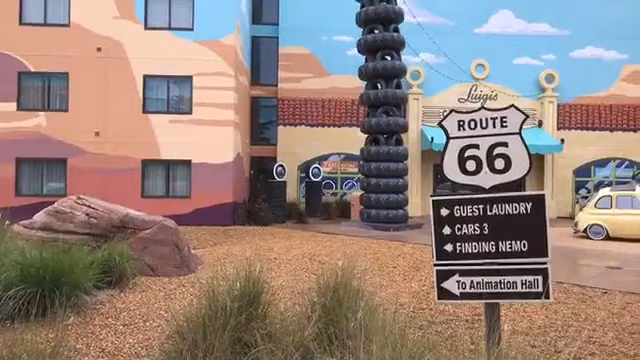 Luigi's
ROUTE
66
GUEST LAUNDRY
CARS 3
FINDING NEMO
To Animation Hall